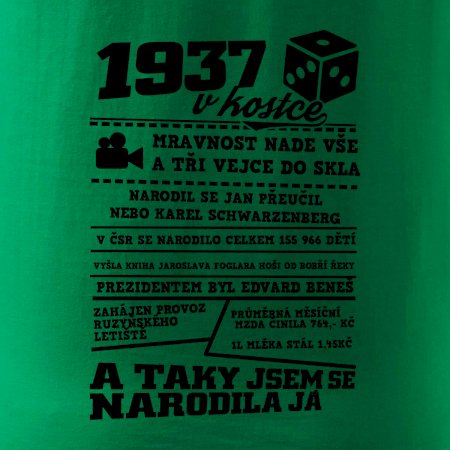 1937
v kostce
MRAVNOST NADE VŠE
A TŘI VEJCE DO SKLA
NARODIL SE JAN PŘEUČIL
NEBO KAREL SCHWARZENBERG
V ČSR SE NARODILO CELKEM 155 966 DĚTÍ
VYŠLA KNIHA JAROSLAVA FOGLARA HOŠI OD BOBŘÍ ŘEKY
PREZIDENTEM BYL EDVARD BENEŠ
ZAHÁJEN PROVOZ
RUZYŇSKÉHO
LETIŠTĚ
PRŮMĚRNÁ MĚSÍČNÍ
MZDA ČINILA 764,- KČ
1L MLÉKA STÁL 1,45KČ
A TAKY JSEM SE
NARODILA JÁ